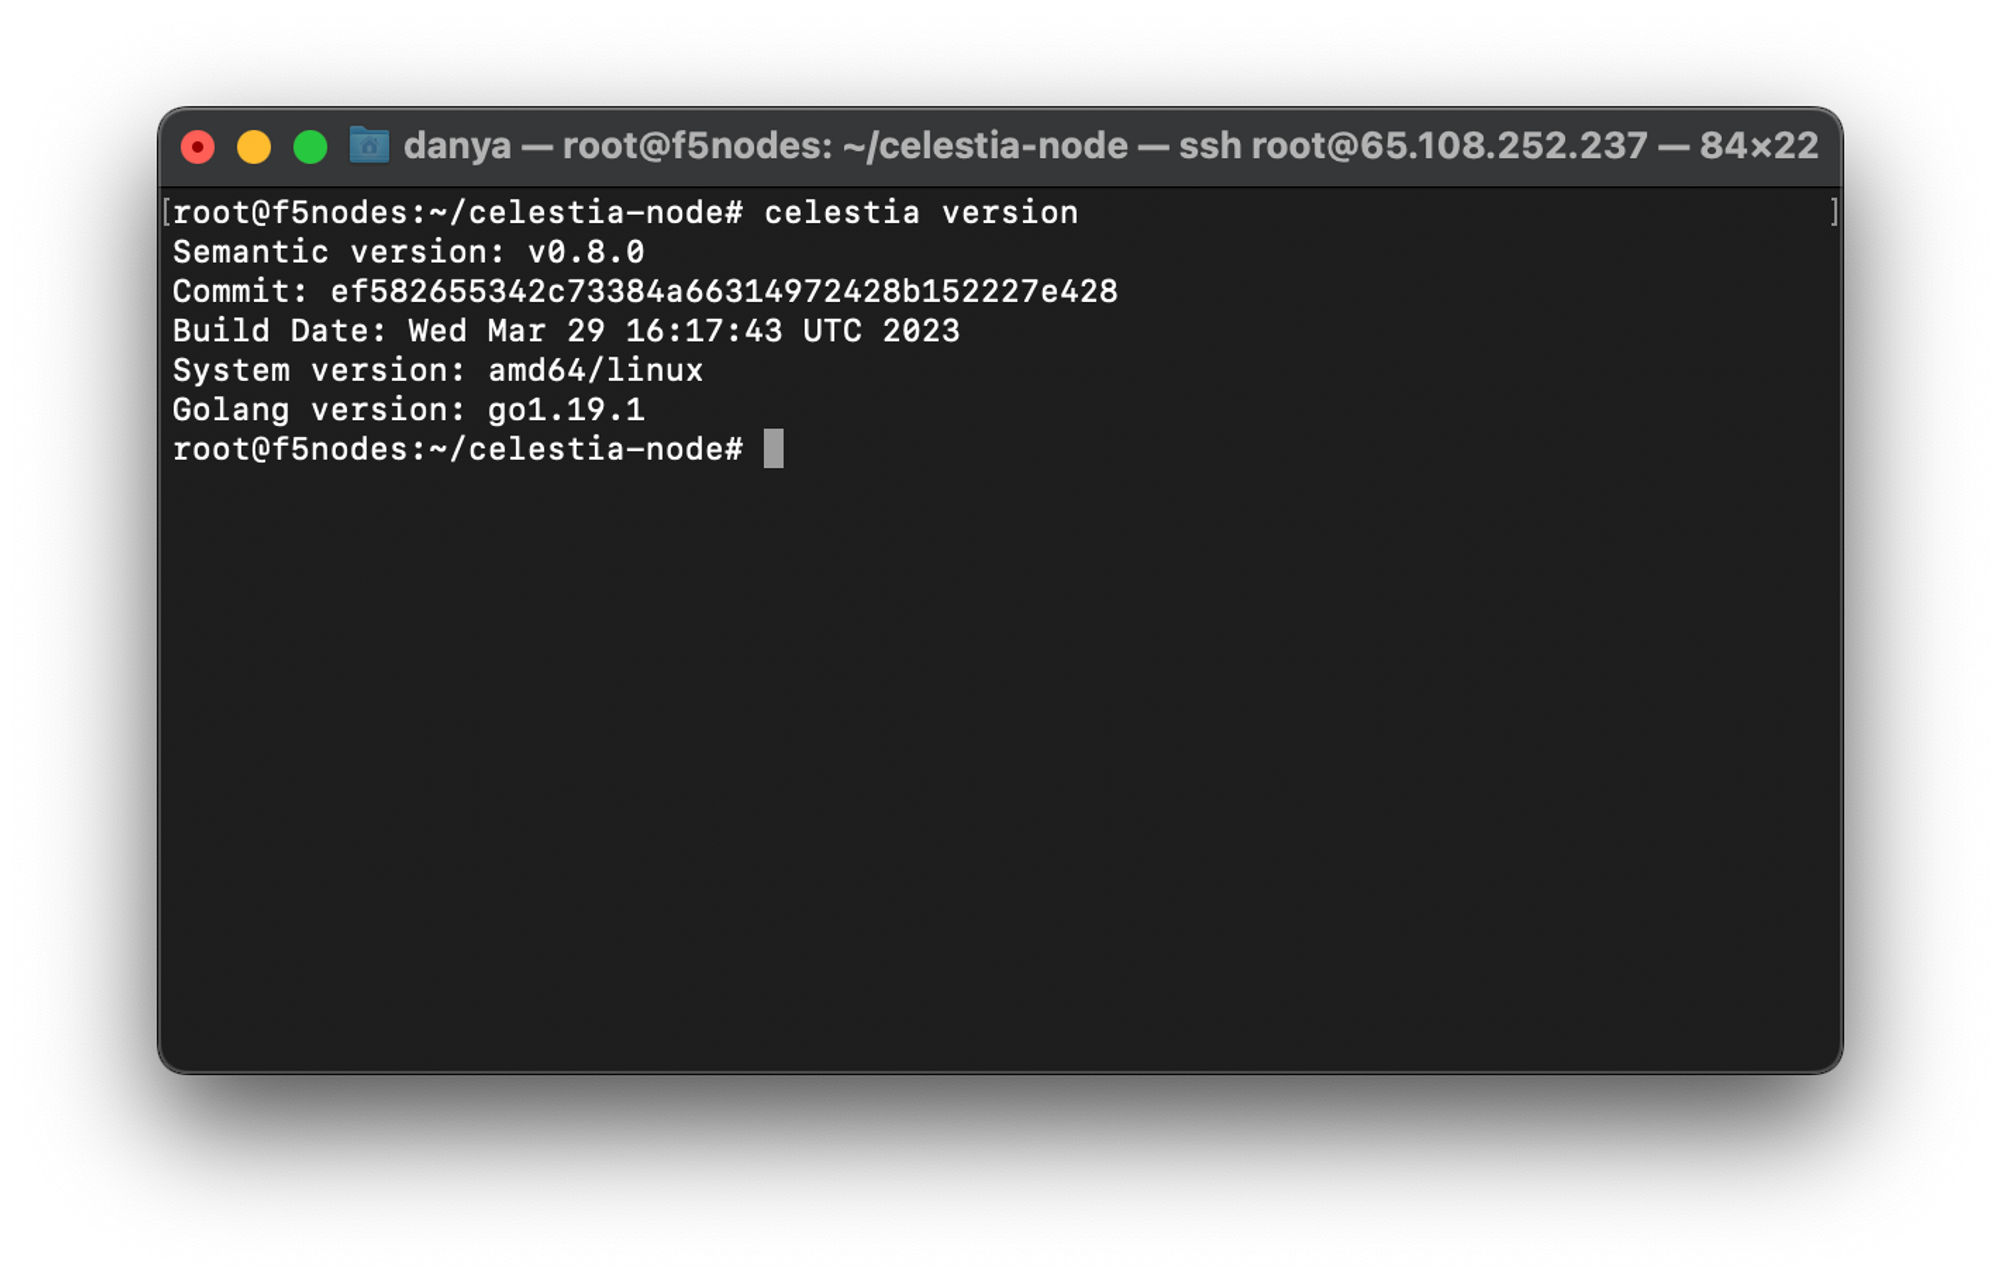 danya — root@f5nodes: ~/celestia-node — ssh root@65.108.252.237 — 84×22
[root@f5nodes:~/celestia-node# celestia version ]
Semantic version: v0.8.0
Commit: ef582655342c73384a66314972428b152227e428
Build Date: Wed Mar 29 16:17:43 UTC 2023
System version: amd64/linux
Golang version: go1.19.1
root@f5nodes:~/celestia-node#